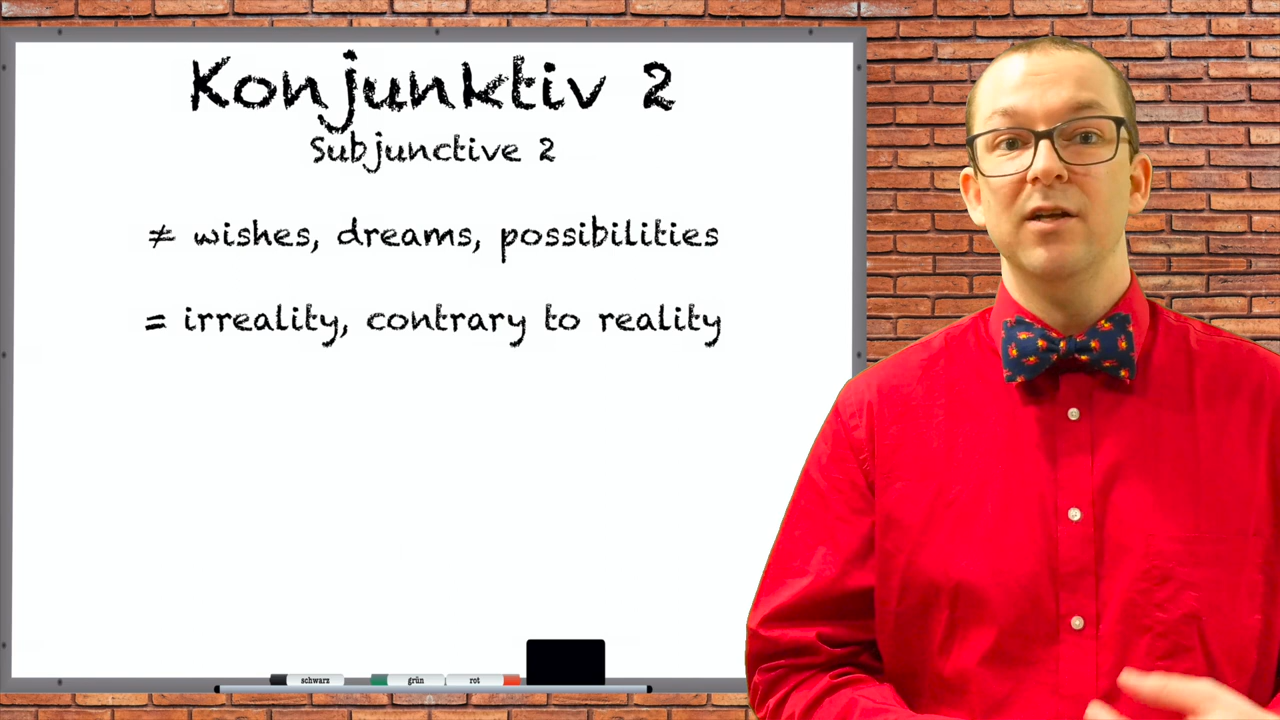 Konjunktiv 2
Subjunctive 2
≠ wishes, dreams, possibilities
= irreality, contrary to reality
schwarz grün rot